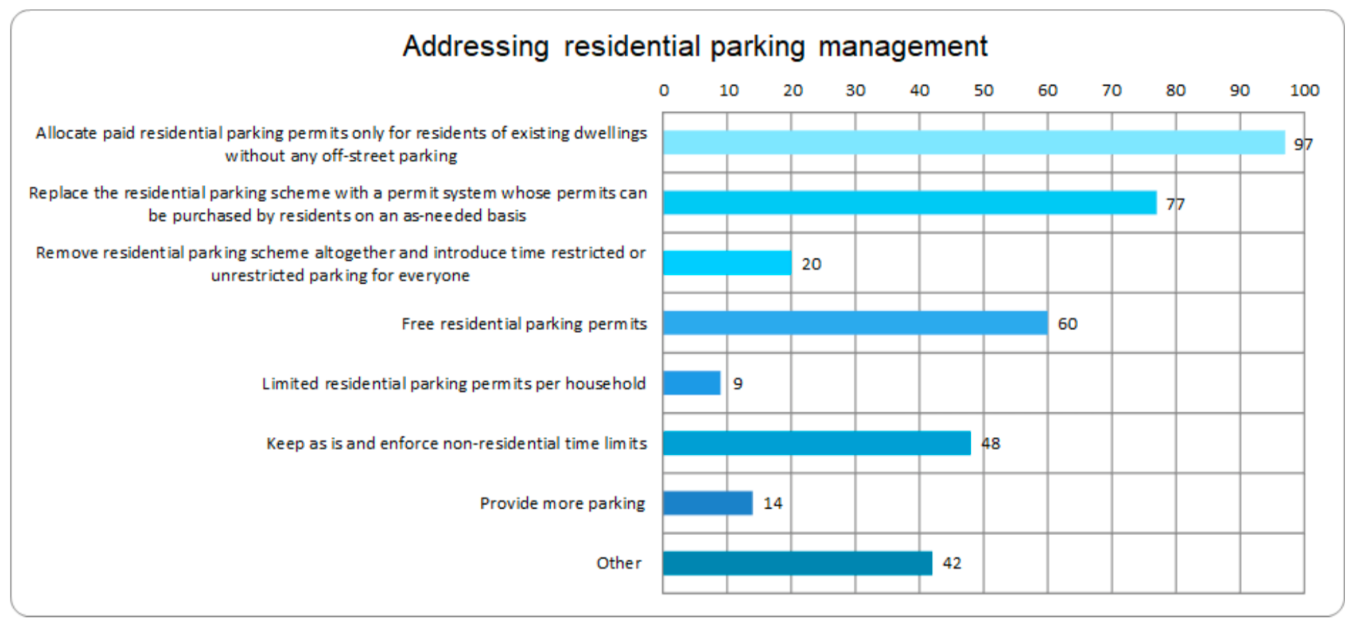 Addressing residential parking management
0 10 20 30 40 50 60 70 80 90 100
Allocate paid residential parking permits only for residents of existing dwellings
without any off-street parking
97
Replace the residential parking scheme with a permit system whose permits can
be purchased by residents on an as-needed basis
77
Remove residential parking scheme altogether and introduce time restricted or
unrestricted parking for everyone
20
Free residential parking permits
60
Limited residential parking permits per household
9
Keep as is and enforce non-residential time limits
48
Provide more parking
14
Other
42